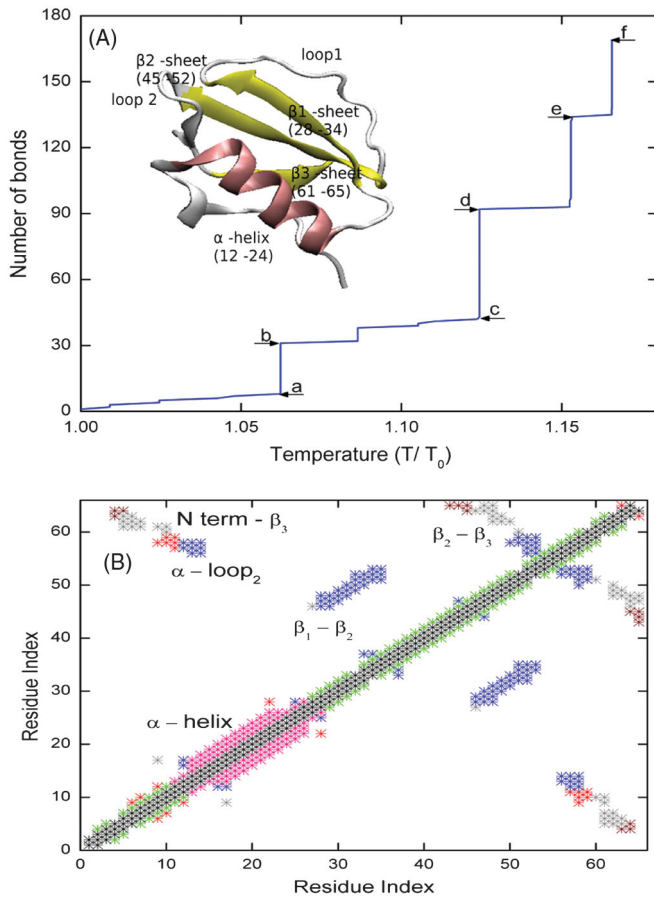 180
150
120
90
60
30
0
Number of bonds
(A)
β2 -sheet
(45 -52)
loop 2
loop1
β1 -sheet
(28 -34)
β3 -sheet
(61 -65)
α -helix
(12 -24)
a
b
c
d
e
f
1.00 1.05 1.10 1.15
Temperature (T/ T₀)
(B)
60
50
40
30
20
10
0
Residue Index
N term - β₃
α – loop₂
β₂ – β₃
β₁ – β₂
α – helix
0 10 20 30 40 50 60
Residue Index